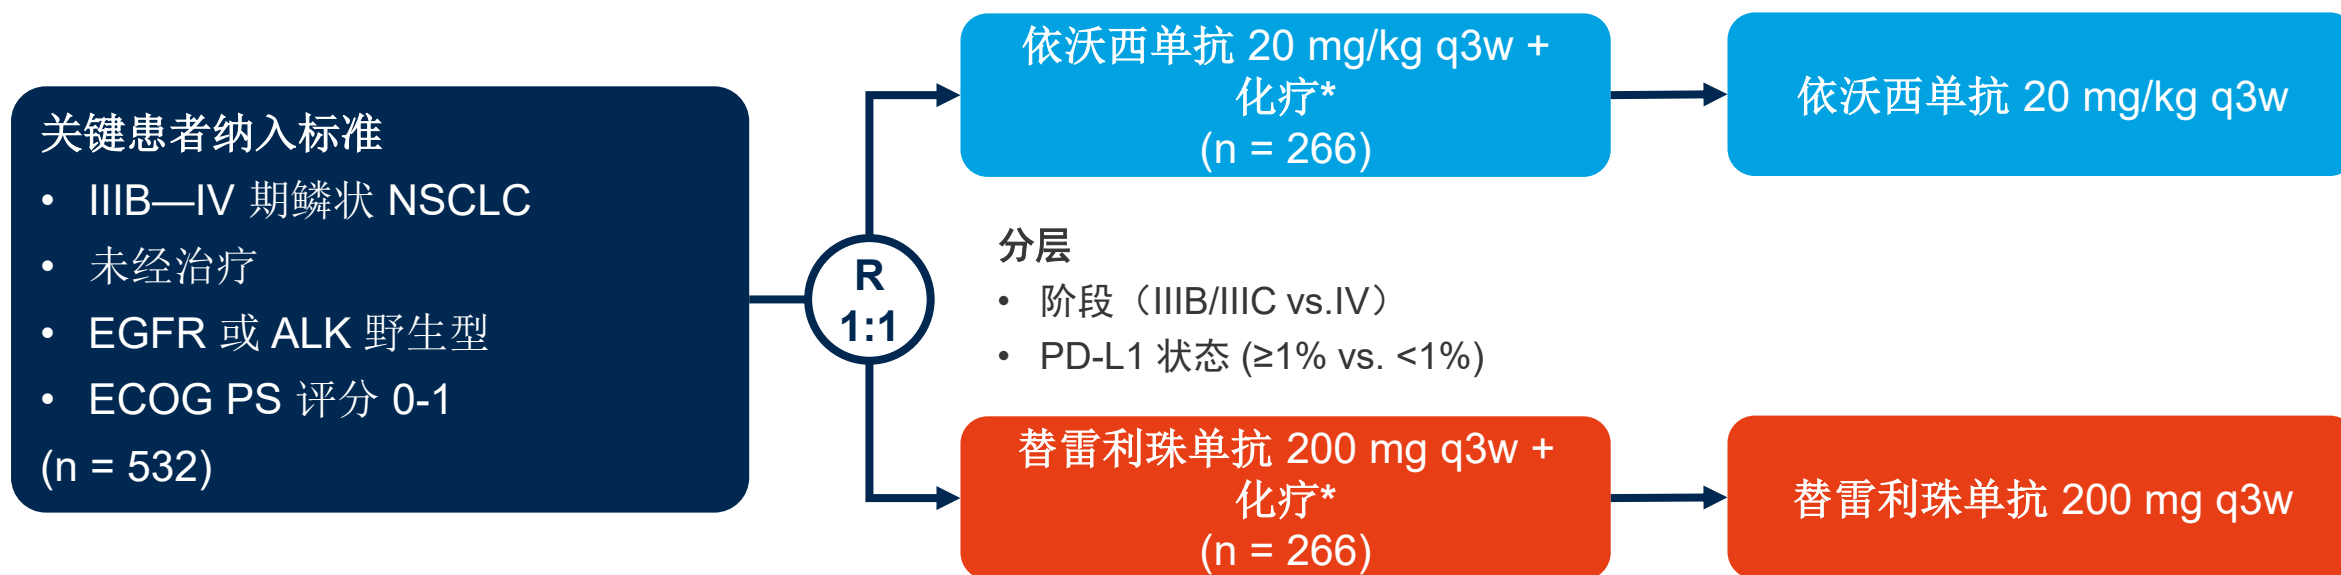 关键患者纳入标准
• IIIB—IV 期鳞状 NSCLC
• 未经治疗
• EGFR 或 ALK 野生型
• ECOG PS 评分 0-1
(n = 532)
R
1:1
依沃西单抗 20 mg/kg q3w +
化疗*
(n = 266)
依沃西单抗 20 mg/kg q3w
分层
• 阶段（IIIB/IIIC vs.IV）
• PD-L1 状态 (≥1% vs. <1%)
替雷利珠单抗 200 mg q3w +
化疗*
(n = 266)
替雷利珠单抗 200 mg q3w